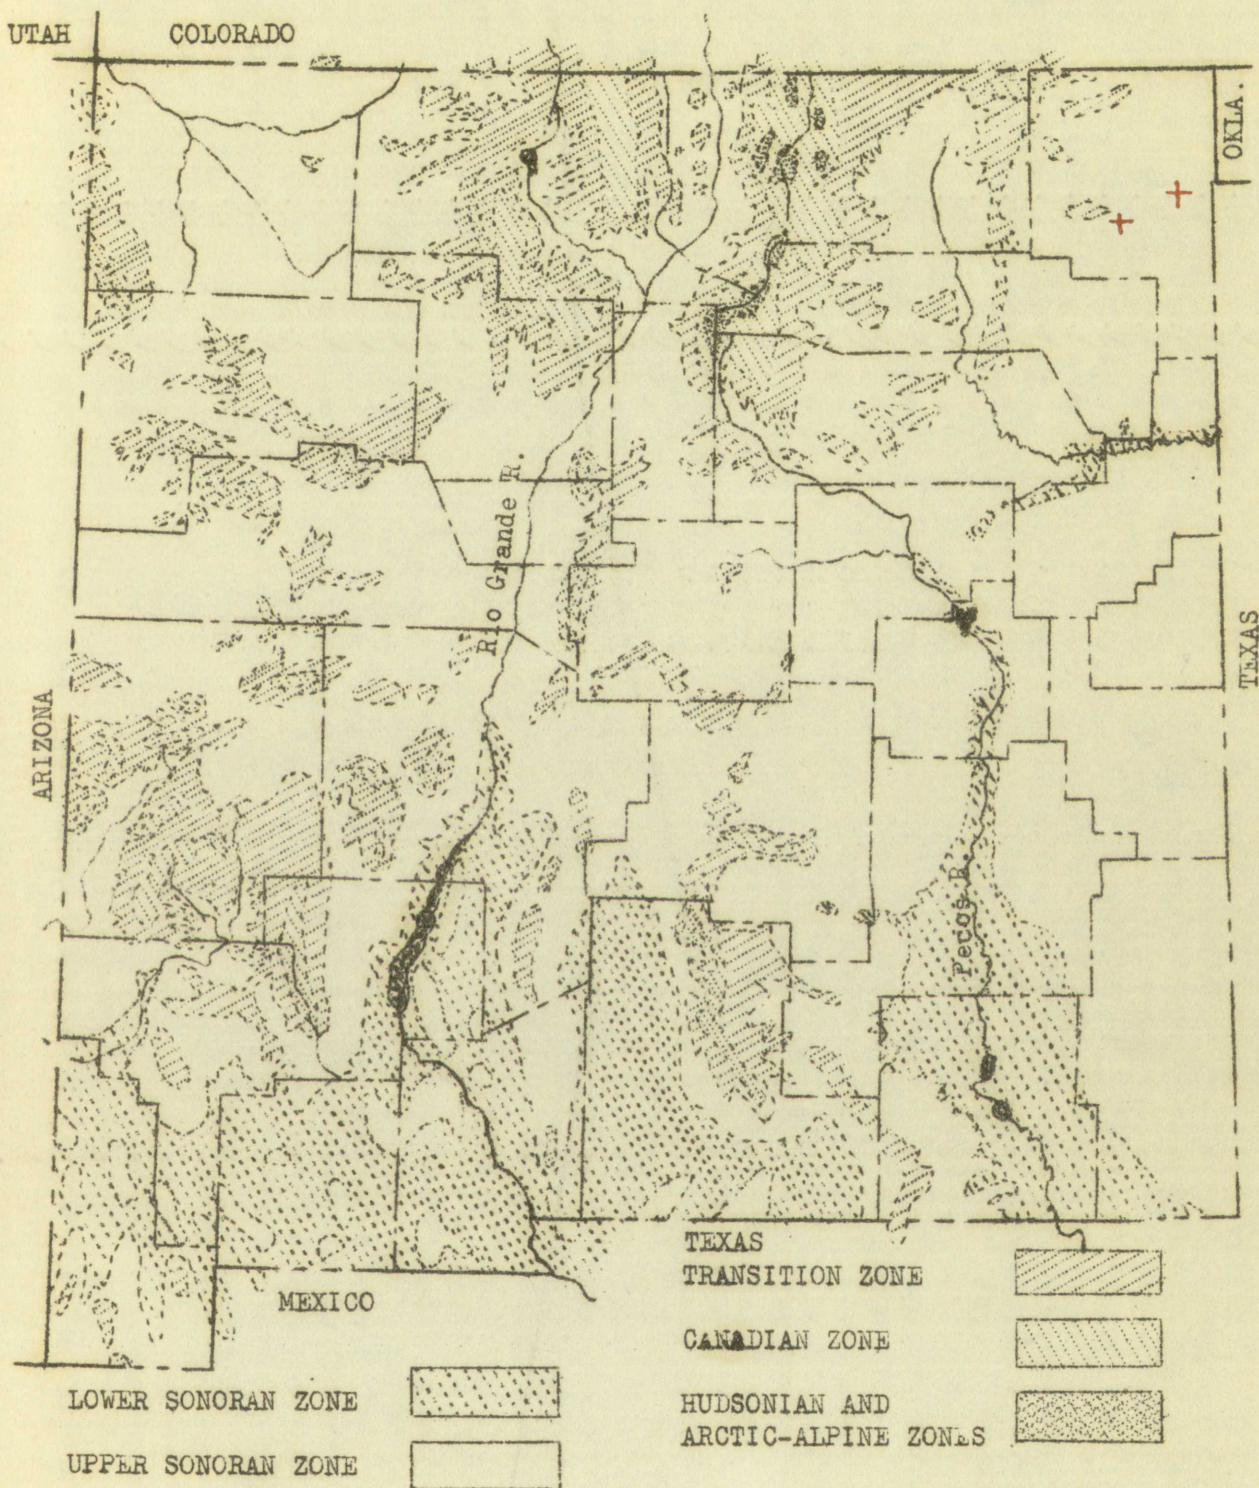 UTAH
COLORADO
OKLA.
Rio Grande R.
ARIZONA
TEXAS
Pecos R.
MEXICO
TEXAS
TRANSITION ZONE
CANADIAN ZONE
HUDSONIAN AND
ARCTIC-ALPINE ZONES
LOWER SONORAN ZONE
UPPER SONORAN ZONE